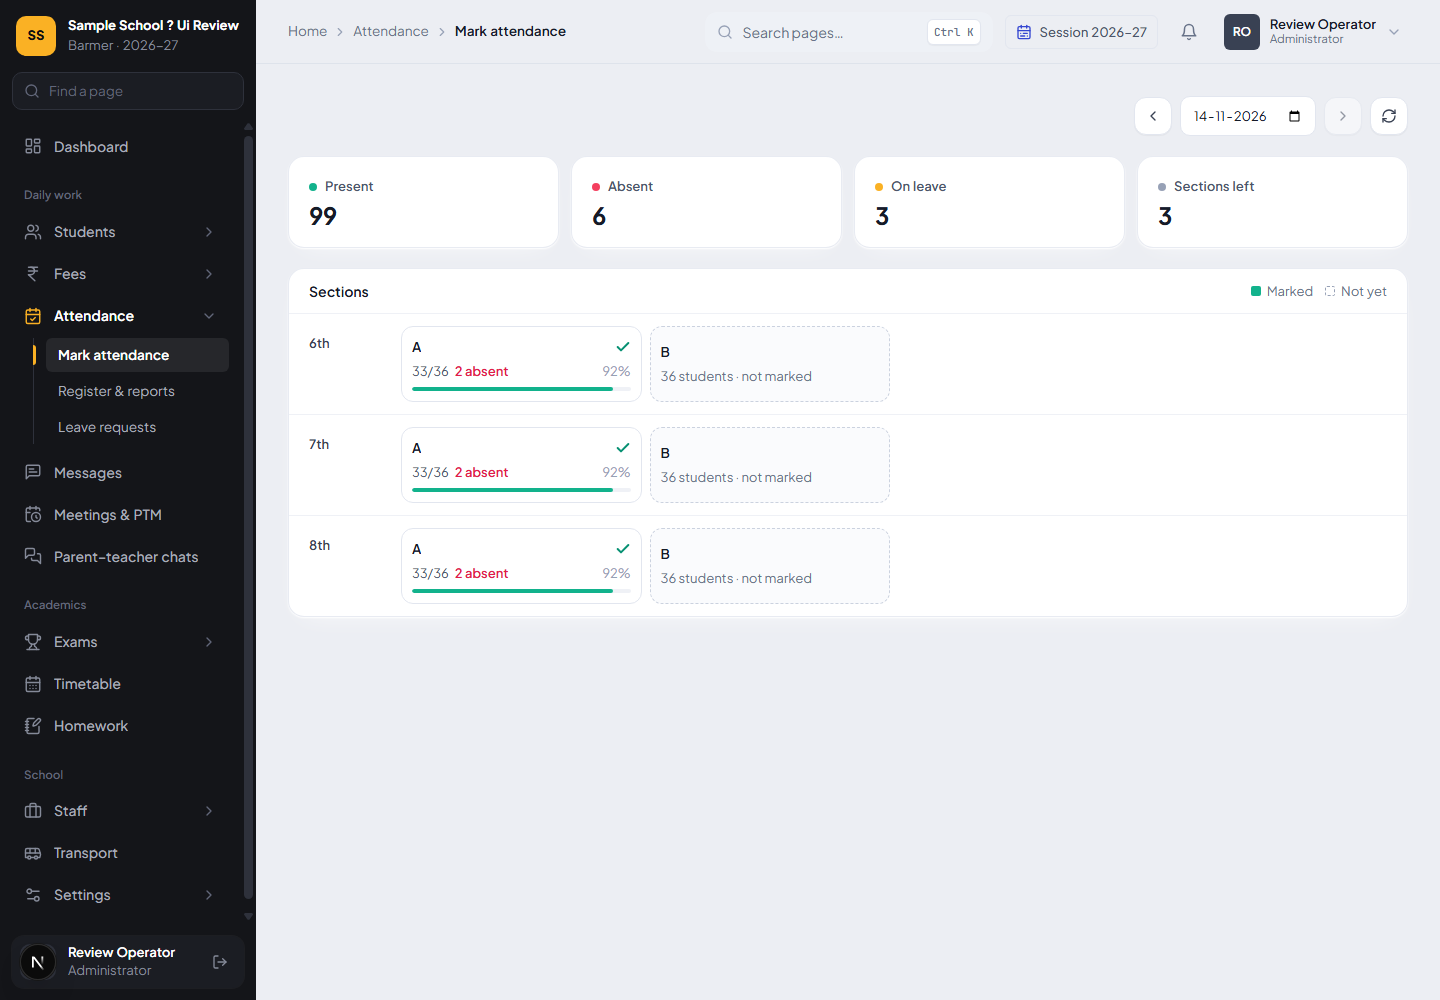 SS
Sample School ? Ui Review
Barmer · 2026–27
Find a page
Dashboard
Daily work
Students
Fees
Attendance
Mark attendance
Register & reports
Leave requests
Messages
Meetings & PTM
Parent-teacher chats
Academics
Exams
Timetable
Homework
School
Staff
Transport
Settings
N
Review Operator
Administrator
Home > Attendance > Mark attendance
Search pages...
Ctrl K
Session 2026–27
RO
Review Operator
Administrator
14-11-2026
Present
99
Absent
6
On leave
3
Sections left
3
Sections
Marked
Not yet
6th
A
33/36 2 absent 92%
B
36 students · not marked
7th
A
33/36 2 absent 92%
B
36 students · not marked
8th
A
33/36 2 absent 92%
B
36 students · not marked